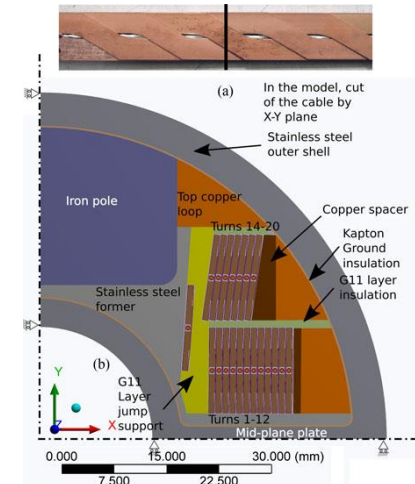 (a)
In the model, cut
of the cable by
X-Y plane
Stainless steel
outer shell
Iron pole
Top copper
loop
Copper spacer
Turns 14-20
Kapton
Ground
insulation
G11 layer
insulation
Stainless steel
former
(b)
G11
Layer
jump
support
Y
Z
X
Turns 1-12
Mid-plane plate
0.000
15.000
30.000 (mm)
7.500
22.500